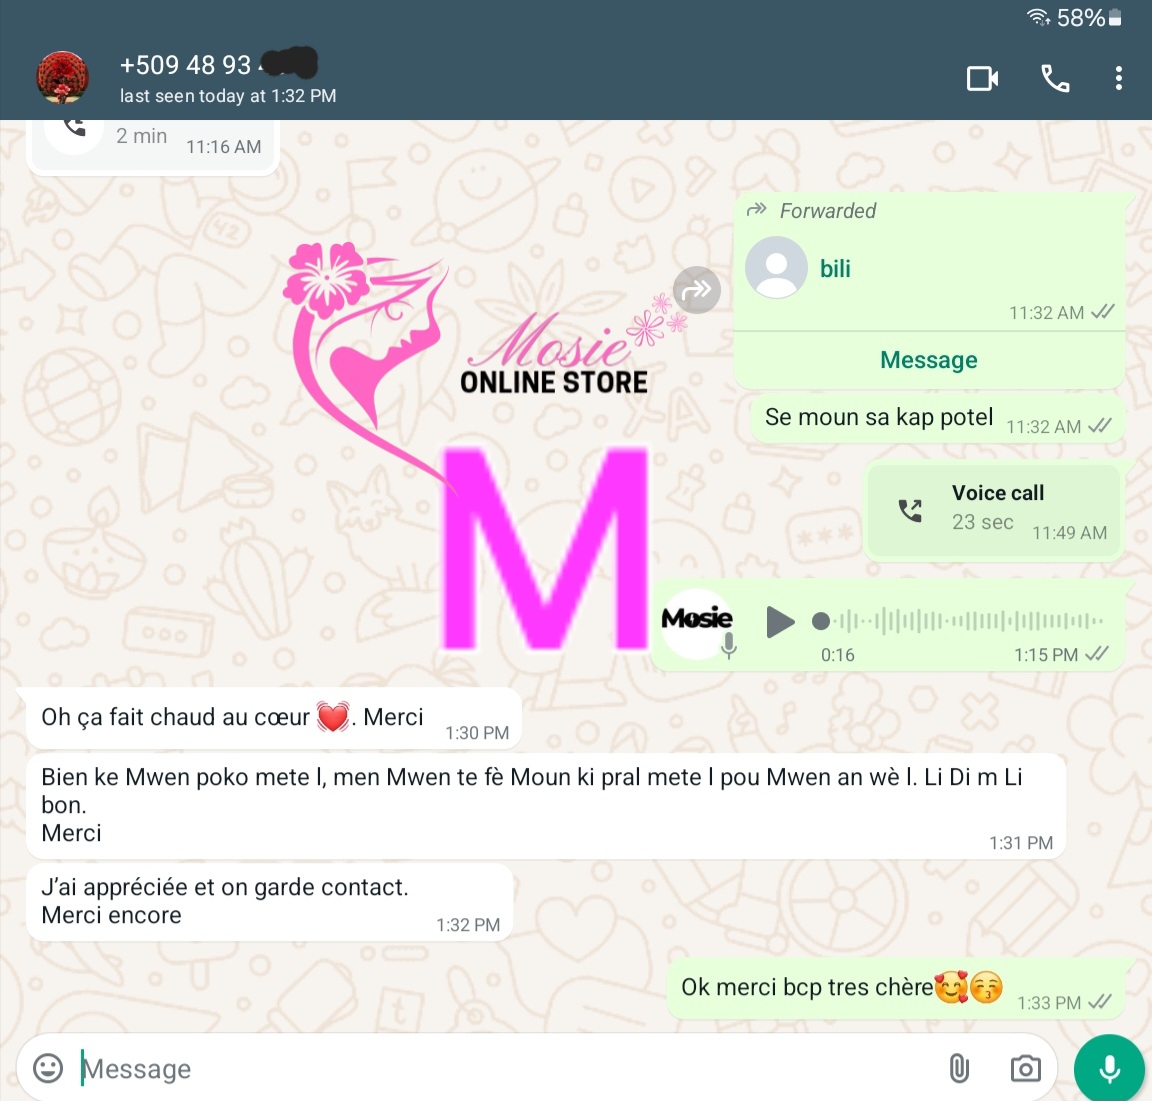 58%
+509 48 93
last seen today at 1:32 PM
2 min
11:16 AM
Forwarded
bili
11:32 AM
Message
Se moun sa kap potel
11:32 AM
Mosie
ONLINE STORE
M
Voice call
23 sec
11:49 AM
Mosie
0:16
1:15 PM
Oh ça fait chaud au cœur 💓. Merci
1:30 PM
Bien ke Mwen poko mete l, men Mwen te fè Moun ki pral mete l pou Mwen an wè l. Li Di m Li
bon.
Merci
1:31 PM
J’ai appréciée et on garde contact.
Merci encore
1:32 PM
Ok merci bcp tres chère🥰😚
1:33 PM
Message